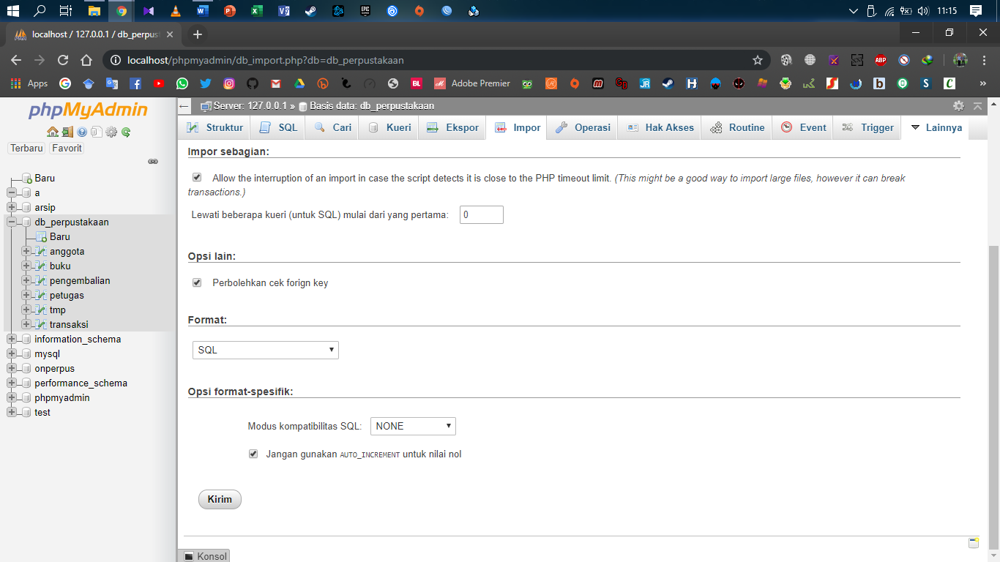 11:15
localhost / 127.0.0.1 / db_perpust
localhost/phpmyadmin/db_import.php?db=db_perpustakaan
ABP
Apps
BL
Adobe Premier
JR
H
b
S
C
»
phpMyAdmin
Terbaru Favorit
Baru
a
arsip
db_perpustakaan
Baru
anggota
buku
pengembalian
petugas
tmp
transaksi
information_schema
mysql
onperpus
performance_schema
phpmyadmin
test
Server: 127.0.0.1 » Basis data: db_perpustakaan
Struktur SQL Cari Kueri Ekspor Impor Operasi Hak Akses Routine Event Trigger Lainnya
Impor sebagian:
Allow the interruption of an import in case the script detects it is close to the PHP timeout limit. (This might be a good way to import large files, however it can break
transactions.)
Lewati beberapa kueri (untuk SQL) mulai dari yang pertama: 0
Opsi lain:
Perbolehkan cek forign key
Format:
SQL
Opsi format-spesifik:
Modus kompatibilitas SQL: NONE
Jangan gunakan AUTO_INCREMENT untuk nilai nol
Kirim
Konsol